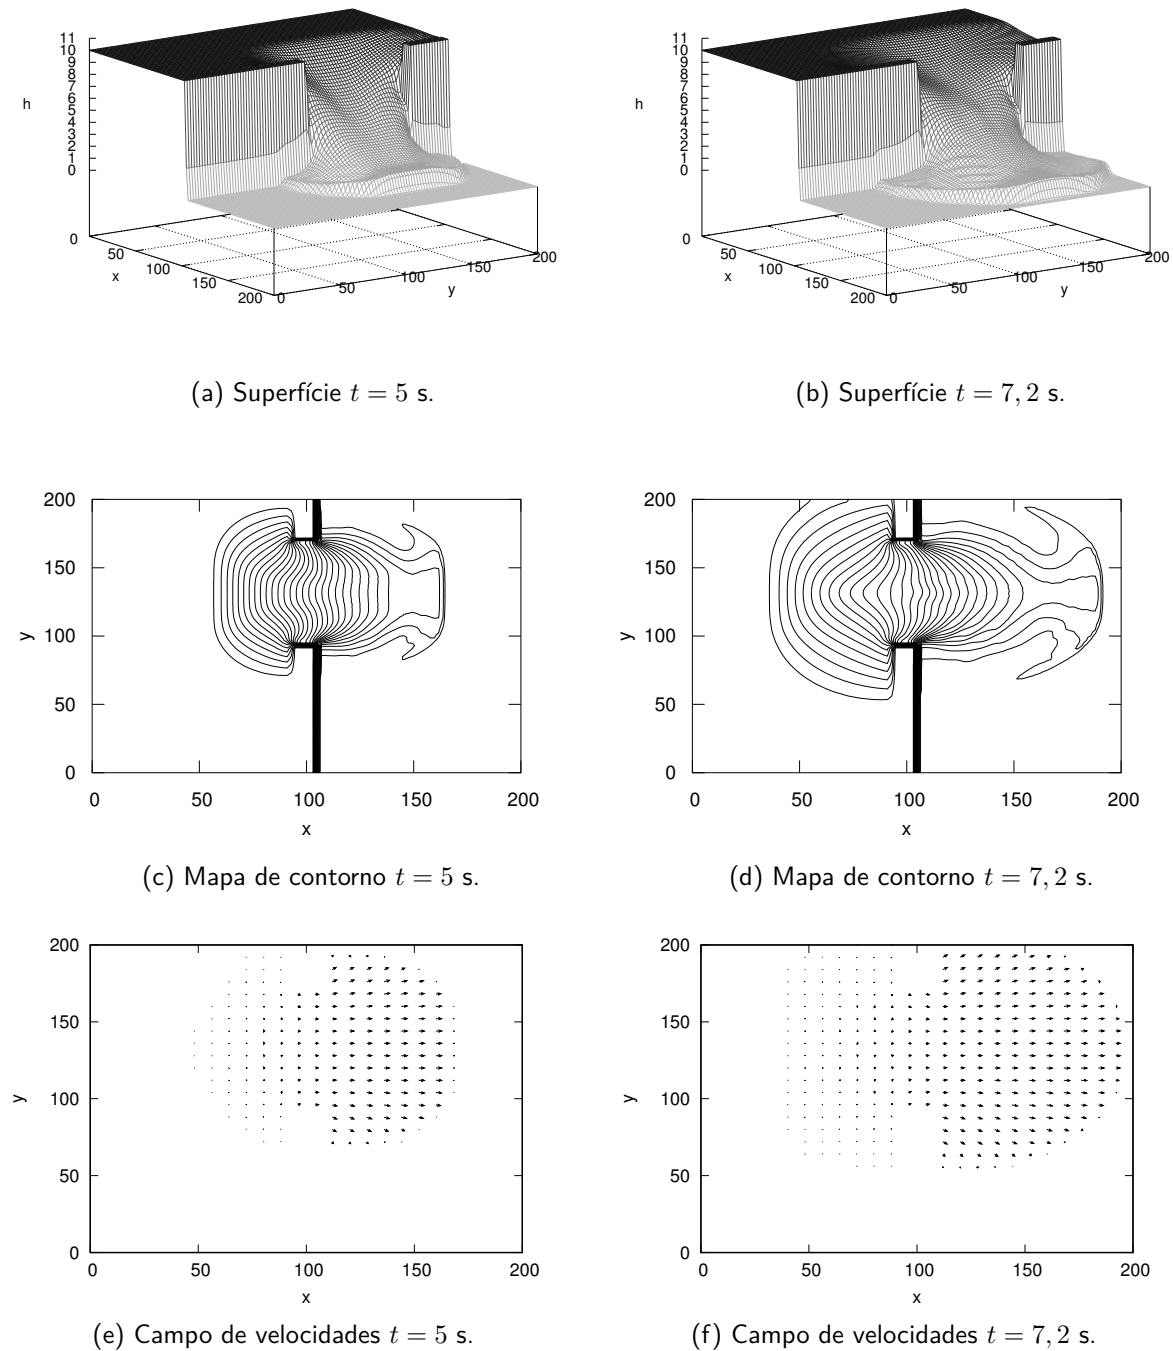 11
10
9
8
7
6
5
4
3
2
1
0
h
0
50
100
150
200
x
0
50
100
150
200
y
11
10
9
8
7
6
5
4
3
2
1
0
h
0
50
100
150
200
x
0
50
100
150
200
y
(a) Superfície t = 5 s.
(b) Superfície t = 7, 2 s.
200
150
100
50
0
y
0 50 100 150 200
x
200
150
100
50
0
y
0 50 100 150 200
x
(c) Mapa de contorno t = 5 s.
(d) Mapa de contorno t = 7, 2 s.
200
150
100
50
0
y
0 50 100 150 200
x
200
150
100
50
0
y
0 50 100 150 200
x
(e) Campo de velocidades t = 5 s.
(f) Campo de velocidades t = 7, 2 s.